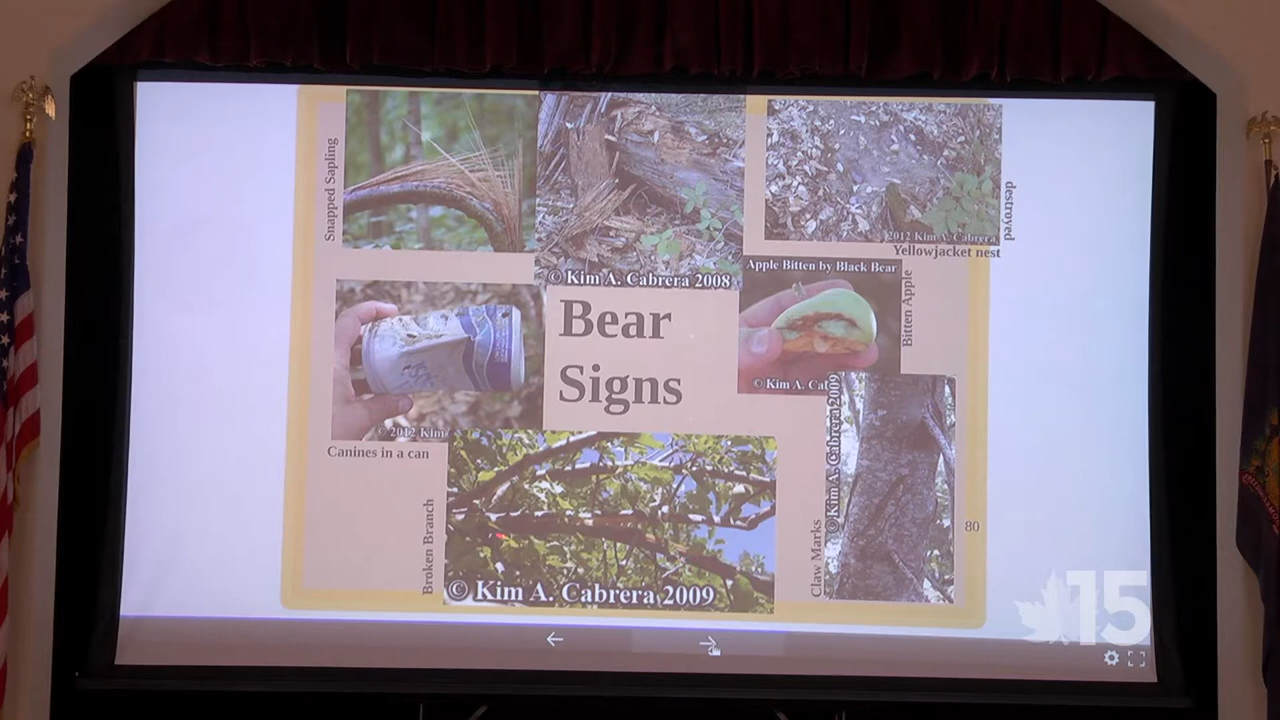 Snapped Sapling
© Kim A. Cabrera 2008
2012 Kim A. Cabrera
destroyed
Yellowjacket nest
Apple Bitten by Black Bear
Bitten Apple
© Kim A. Cab
Bear
Signs
© 2012 Kim
Canines in a can
Broken Branch
© Kim A. Cabrera 2009
© Kim A. Cabrera 2009
Claw Marks
80
15